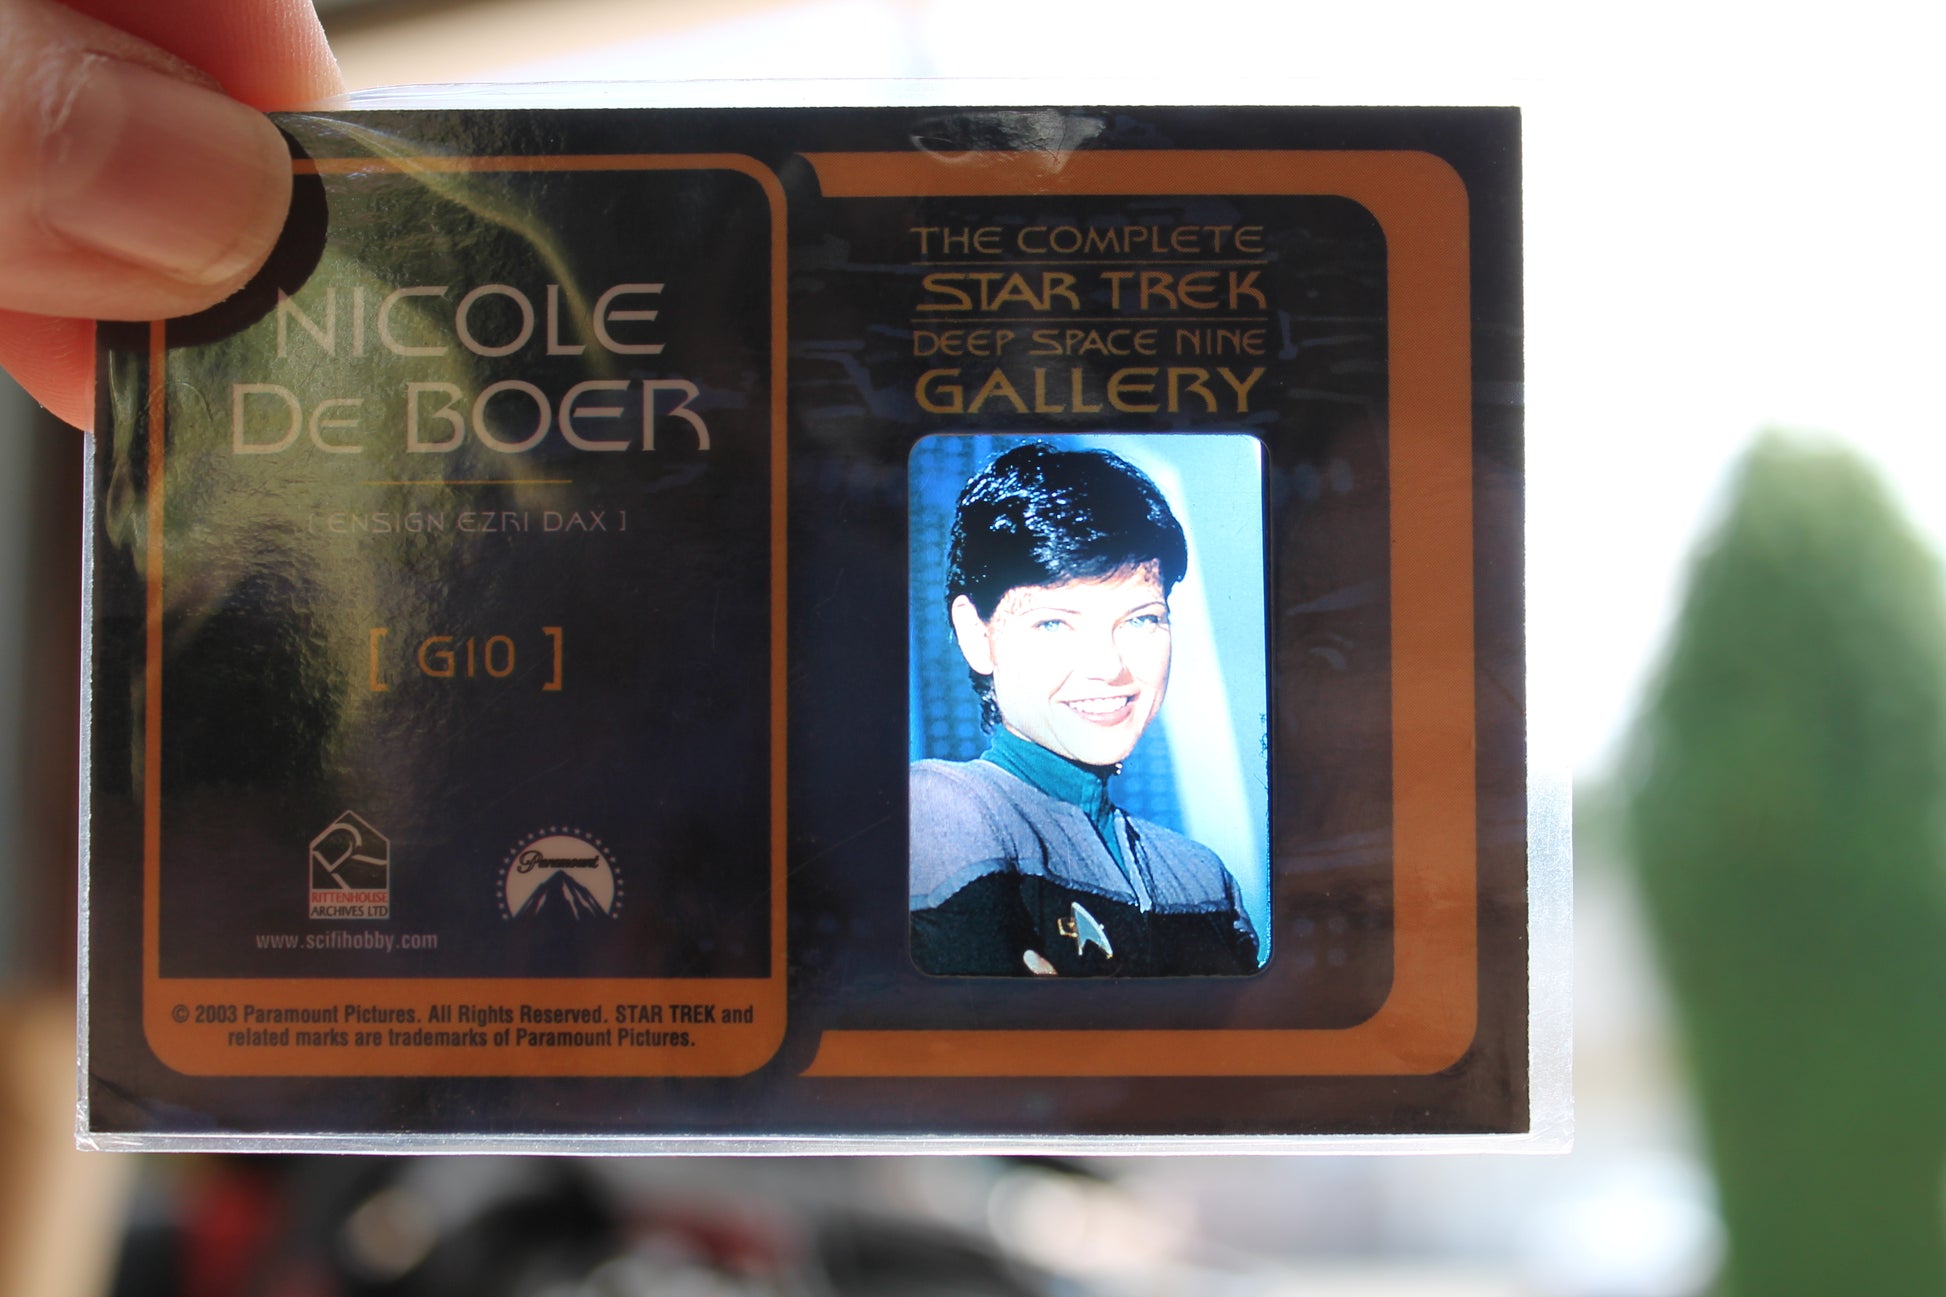 NICOLE
DE BOER
[ ENSIGN EZRI DAX ]
[ G10 ]
RITTENHOUSE
ARCHIVES LTD
Paramount
www.scifihobby.com
© 2003 Paramount Pictures. All Rights Reserved. STAR TREK and
related marks are trademarks of Paramount Pictures.
THE COMPLETE
STAR TREK
DEEP SPACE NINE
GALLERY